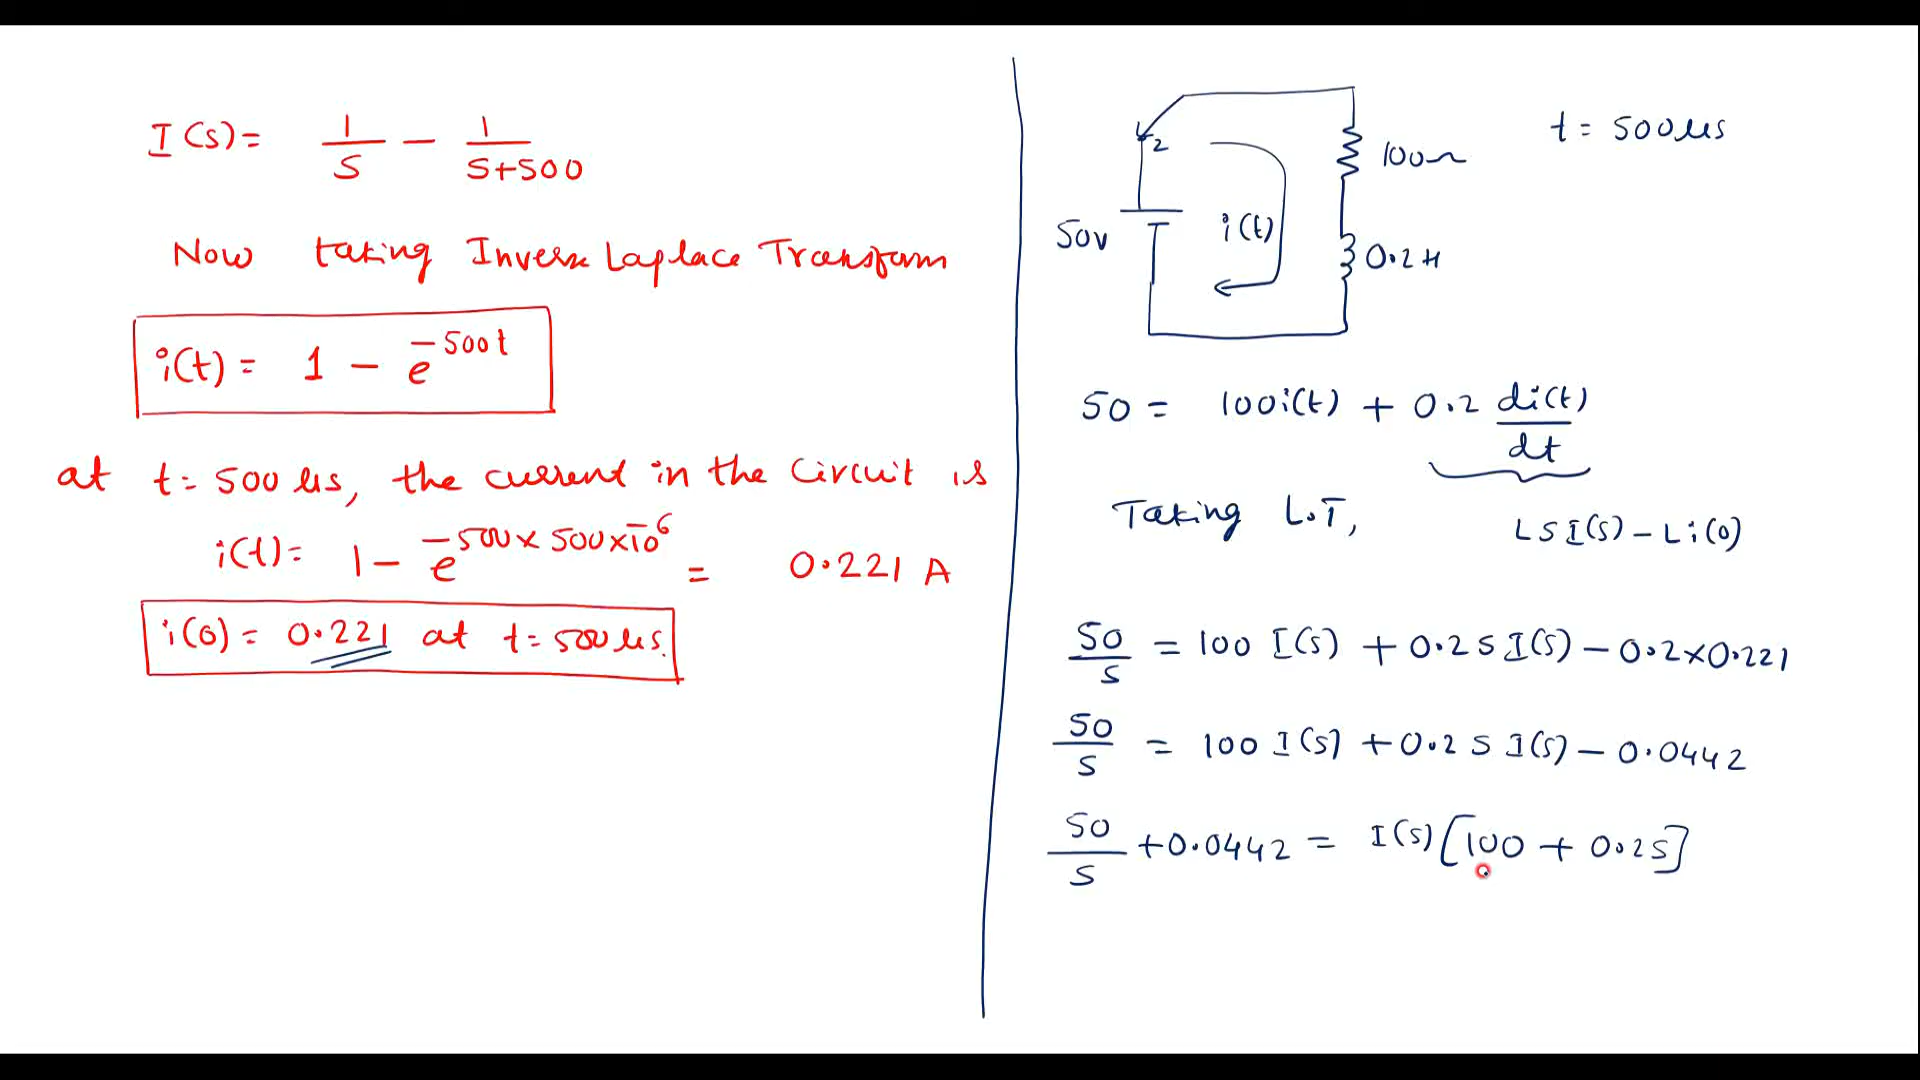 I(s) = 1/s - 1/s+500
Now taking Inverse Laplace Transform
i(t) = 1 - e^-500t
at t = 500 μs, the current in the circuit is
i(t) = 1 - e^-500×500×10^-6 = 0.221 A
i(0) = 0.221 at t = 500 μs.
t = 500 μs
2
100Ω
50v
i(t)
0.2H
50 = 100i(t) + 0.2 di(t)/dt
Taking L.T,
LSI(s) - Li(0)
50/s = 100 I(s) + 0.2 s I(s) - 0.2×0.221
50/s = 100 I(s) + 0.2 s I(s) - 0.0442
50/s + 0.0442 = I(s) [100 + 0.2s]